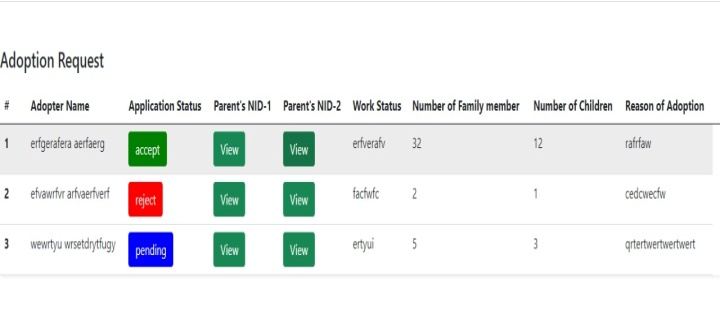 Adoption Request
# Adopter Name Application Status Parent's NID-1 Parent's NID-2 Work Status Number of Family member Number of Children Reason of Adoption
1 erfgerafera aerfaerg accept View View erfverafv 32 12 rafrfaw
2 efvawrfvr arfvaerfverf reject View View facfwfc 2 1 cedcwecfw
3 wewrtyu wrsetdrytfugy pending View View ertyui 5 3 qrtertwertwertwert